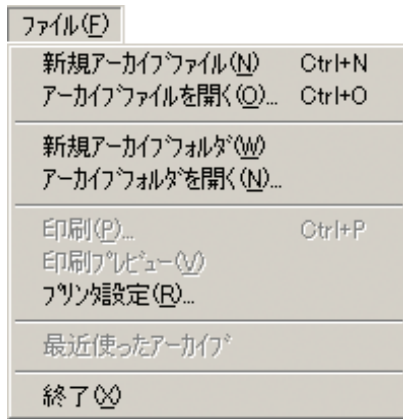 ファイル(F)
新規アーカイブファイル(N) Ctrl+N
アーカイブファイルを開く(O)... Ctrl+O
新規アーカイブフォルダ(W)
アーカイブフォルダを開く(N)...
印刷(P)... Ctrl+P
印刷プレビュー(V)
プリンタ設定(R)...
最近使ったアーカイブ
終了(X)